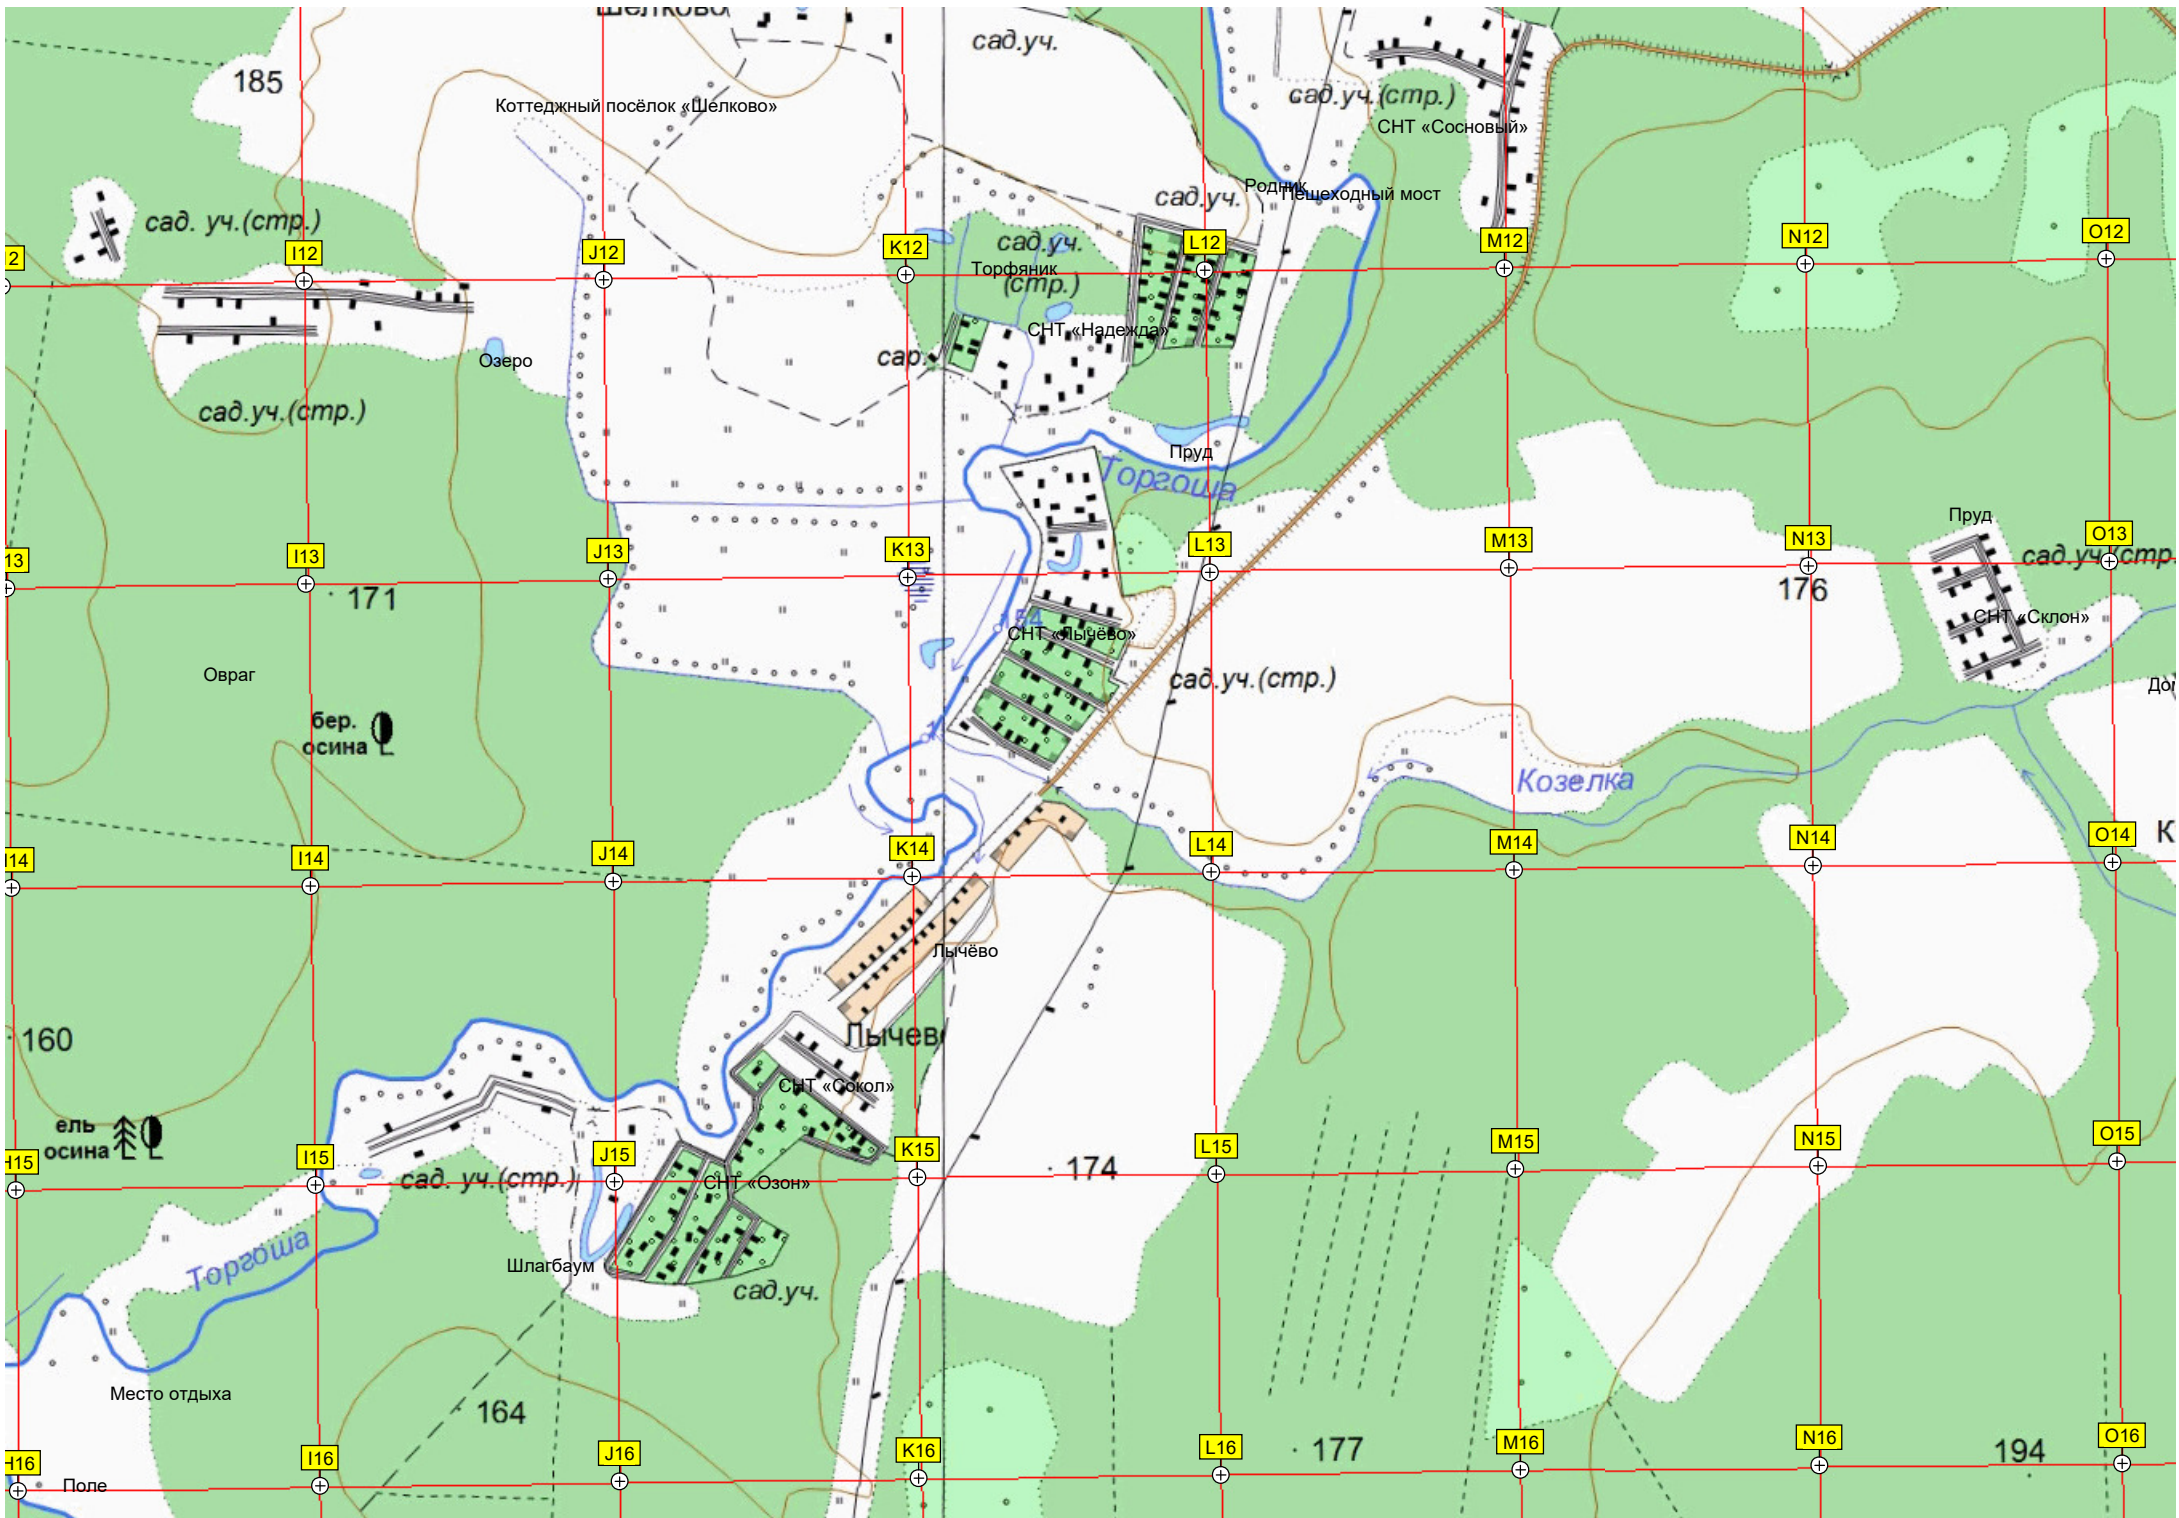 Шелково
сад.уч.
185
Коттеджный посёлок «Шелково»
сад.уч.(стр.)
СНТ «Сосновый»
Родник
Пешеходный мост
сад.уч.
сад. уч.(стр.)
сад.уч.
Торфяник
(стр.)
I12
J12
K12
L12
M12
N12
O12
СНТ «Надежда»
сар.
Озеро
сад.уч.(стр.)
Пруд
Торгоша
Пруд
I13
J13
K13
L13
M13
N13
O13
сад.уч.(стр.
171
176
154
СНТ «Лычёво»
СНТ «Склон»
Овраг
сад.уч.(стр.)
бер.
осина
Козелка
I14
J14
K14
L14
M14
N14
O14
Лычёво
160
Лычев
СНТ «Сокол»
ель
осина
H15
I15
J15
K15
L15
M15
N15
O15
174
сад. уч.(стр.)
СНТ «Озон»
Торгоша
Шлагбаум
сад.уч.
Место отдыха
164
H16
I16
J16
K16
L16
M16
N16
O16
177
194
Поле